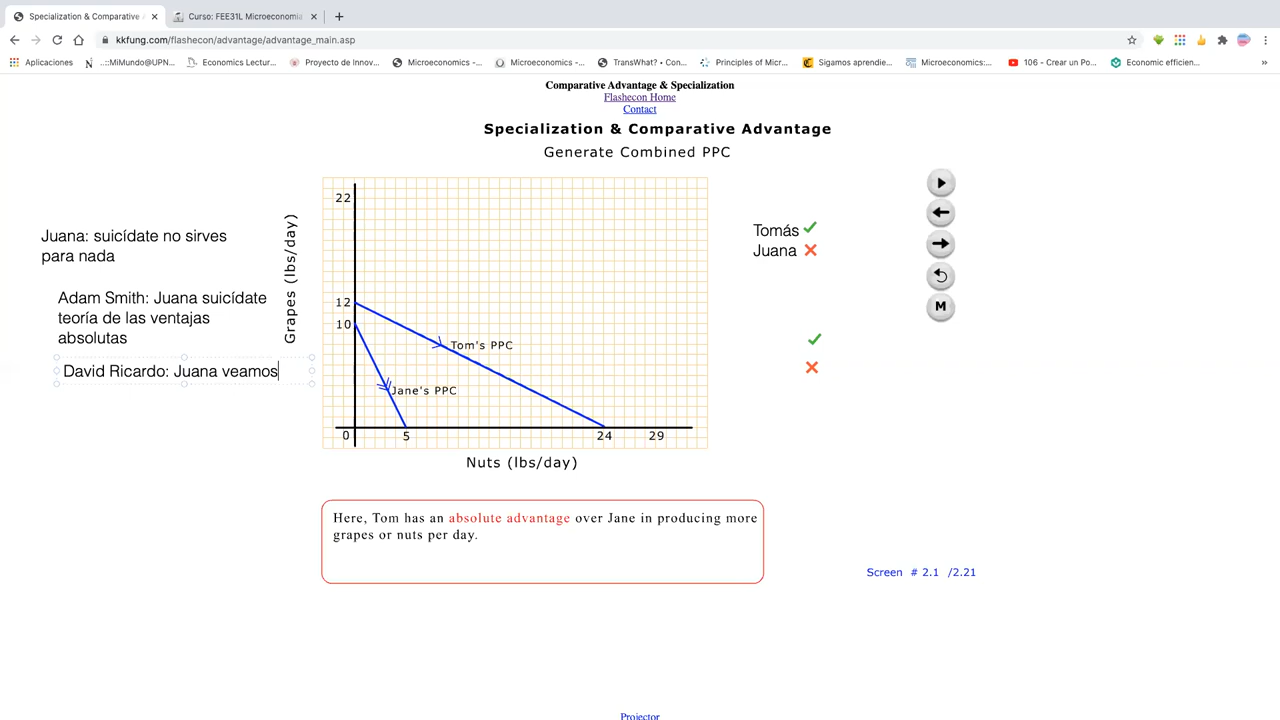 Specialization & Comparative A
Curso: FEE31L Microeconomia
kkfung.com/flashecon/advantage/advantage_main.asp
Aplicaciones
..::MiMundo@UPN...
Economics Lectur...
Proyecto de Innov...
Microeconomics -...
Microeconomics -...
TransWhat? • Con...
Principles of Micr...
Sigamos aprendie...
Microeconomics:...
106 - Crear un Po...
Economic efficien...
»
Comparative Advantage & Specialization
Flashecon Home
Contact
Specialization & Comparative Advantage
Generate Combined PPC
Juana: suicídate no sirves
para nada
Adam Smith: Juana suicídate
teoría de las ventajas
absolutas
David Ricardo: Juana veamos
Grapes (lbs/day)
22
12
10
Tom's PPC
Jane's PPC
0
5
24
29
Nuts (lbs/day)
Tomás
Juana
M
Here, Tom has an absolute advantage over Jane in producing more
grapes or nuts per day.
Screen # 2.1 /2.21
Projector